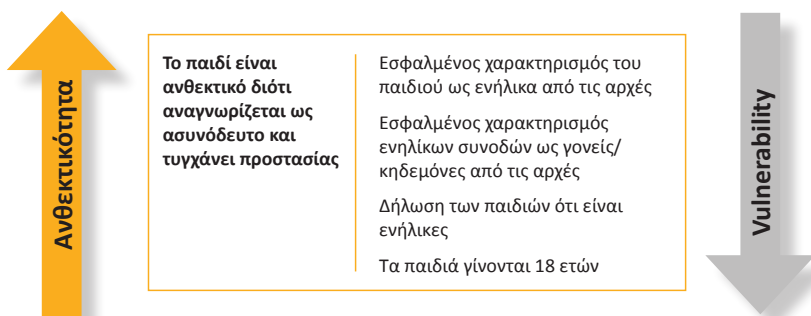 Ανθεκτικότητα
Το παιδί είναι
ανθεκτικό διότι
αναγνωρίζεται ως
ασυνόδευτο και
τυγχάνει προστασίας
Εσφαλμένος χαρακτηρισμός του
παιδιού ως ενήλικα από τις αρχές
Εσφαλμένος χαρακτηρισμός
ενηλίκων συνοδών ως γονείς/
κηδεμόνες από τις αρχές
Δήλωση των παιδιών ότι είναι
ενήλικες
Τα παιδιά γίνονται 18 ετών
Vulnerability